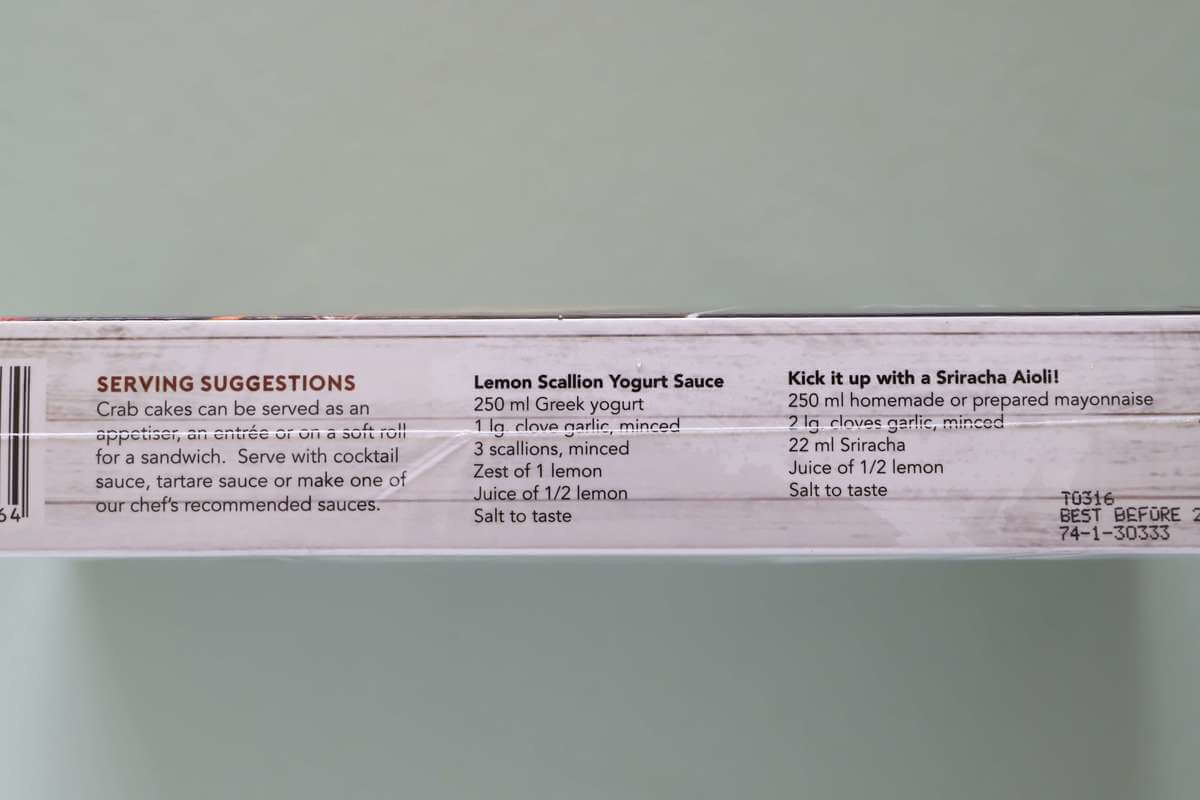 64
SERVING SUGGESTIONS
Crab cakes can be served as an
appetiser, an entrée or on a soft roll
for a sandwich. Serve with cocktail
sauce, tartare sauce or make one of
our chef's recommended sauces.
Lemon Scallion Yogurt Sauce
250 ml Greek yogurt
1 lg. clove garlic, minced
3 scallions, minced
Zest of 1 lemon
Juice of 1/2 lemon
Salt to taste
Kick it up with a Sriracha Aioli!
250 ml homemade or prepared mayonnaise
2 lg. cloves garlic, minced
22 ml Sriracha
Juice of 1/2 lemon
Salt to taste
T0316
BEST BEFORE 2
74-1-30333